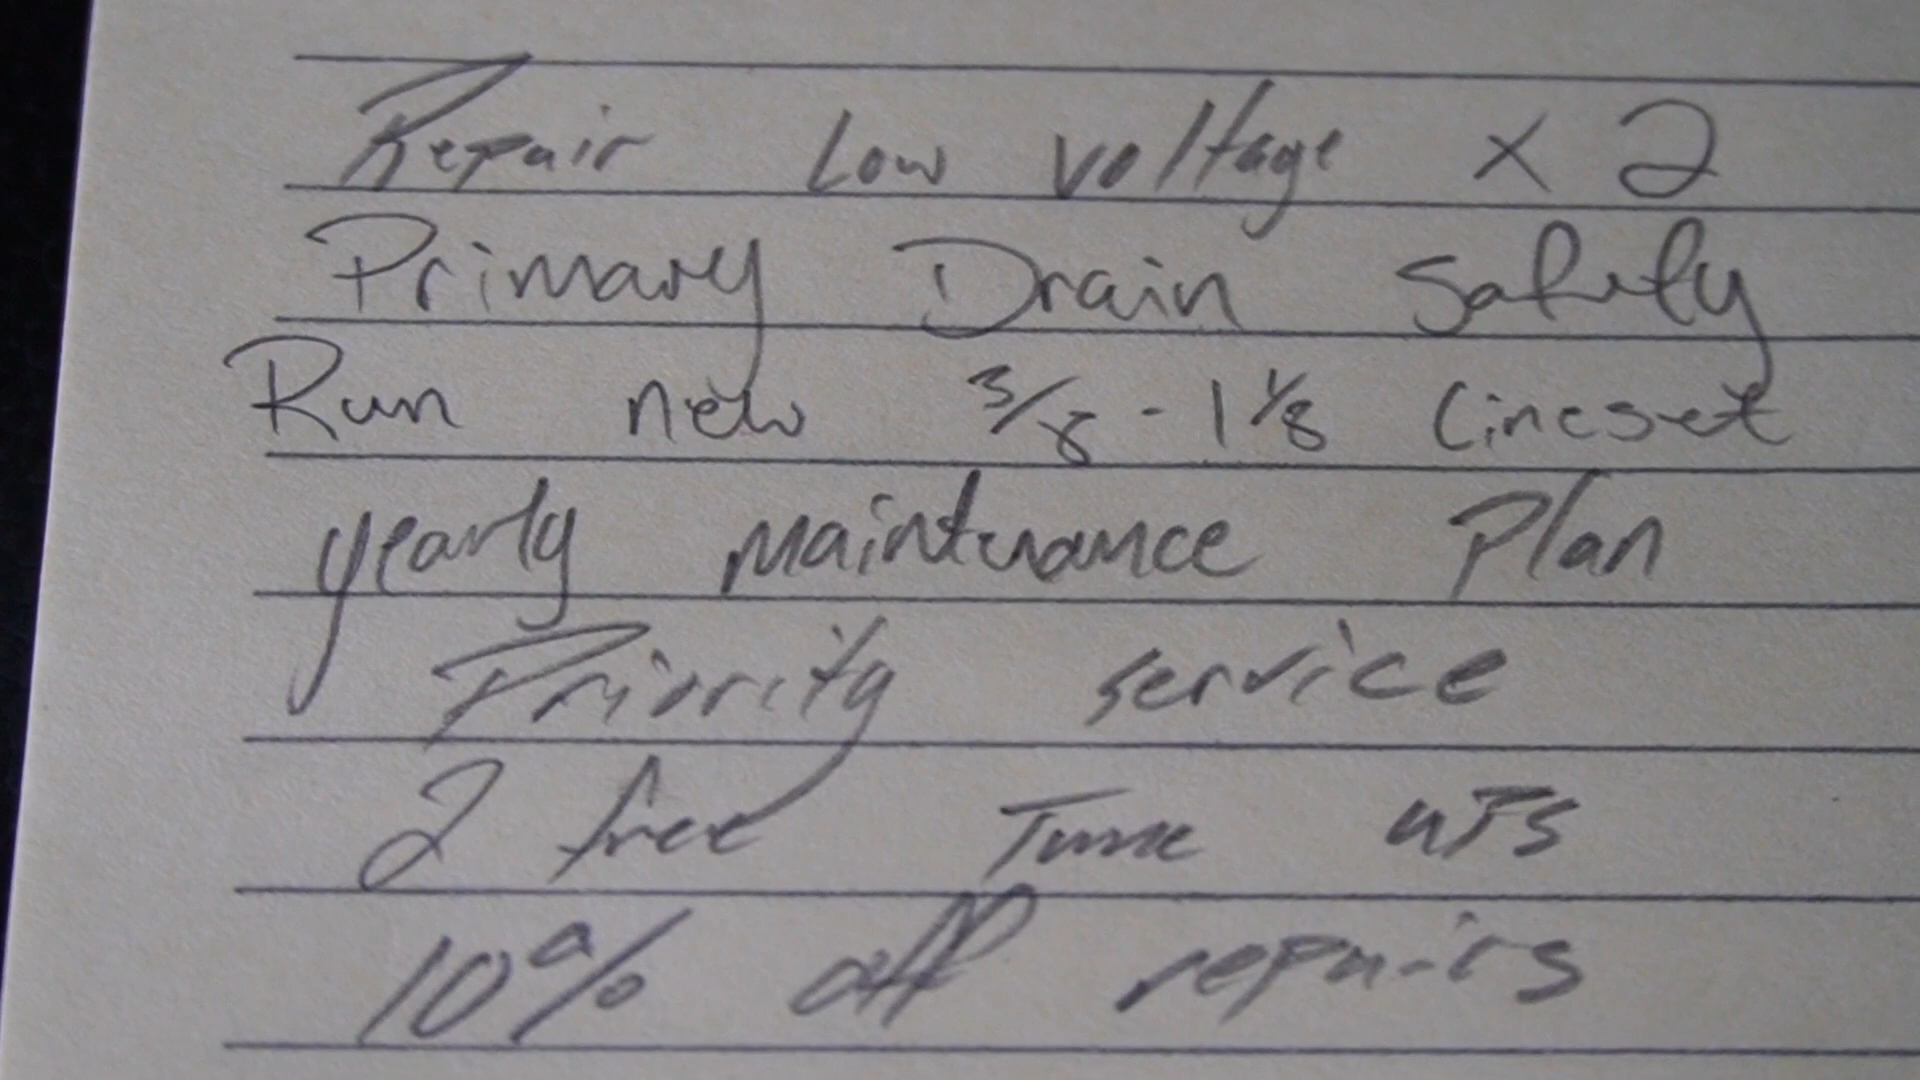 Repair Low voltage x 2
Primary Drain Safety
Run new 3/8 - 1 1/8 Lineset
yearly maintenance Plan
Priority service
2 free Tune UPS
10% off repairs